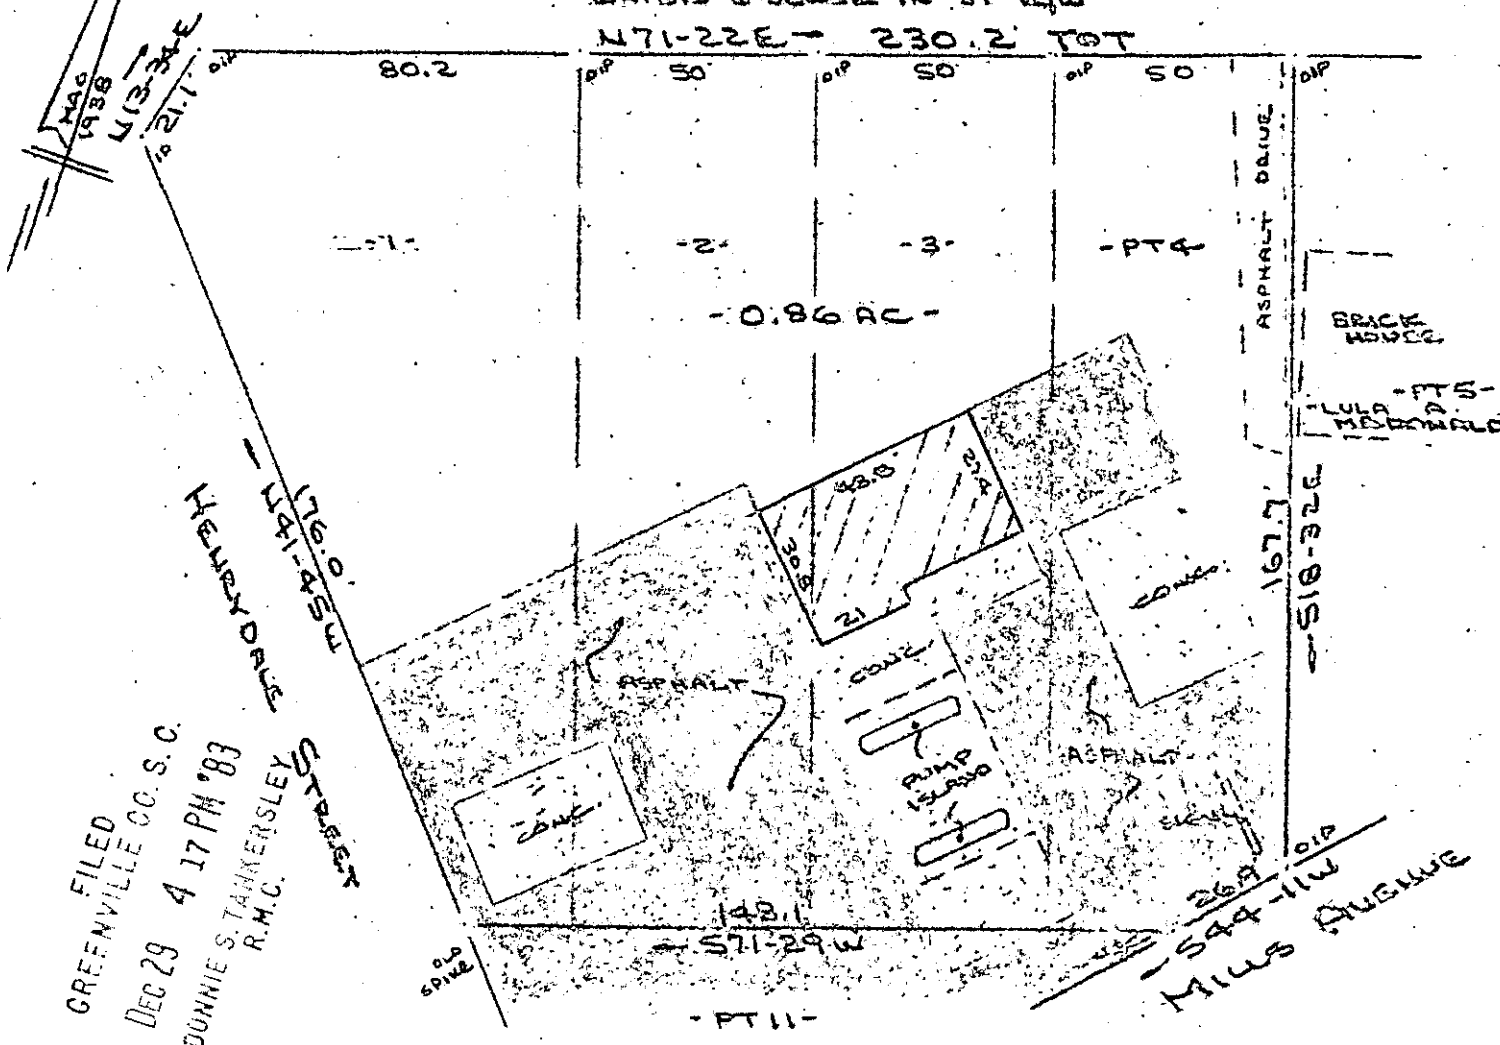 N71-22E 230.2' TOT
MAG
1938
N13-34-E
21.1'
IP
OIP
80.2
50
OIP
50
OIP
50
OIP
-1-
-2-
-3-
-PT4-
-0.86 AC-
ASPHALT DRIVE
BRICK
HOUSE
-PT5-
LULA A.
43.8
27.4
30.8
21
176.0
N41-45W
HENRYDALE STREET
167.7'
S18-32E
ASPHALT
CONC.
CONC.
CONC.
PUMP
ISLAND
ASPHALT
SIGN
OIP
26.9
S44-11W
MILLS AVENUE
143.1
S71-29W
OLD
SPIKE
-PT11-
FILED
GREENVILLE CO. S. C.
DEC 29 4 17 PM '83
DONNIE S. TANKERSLEY
R.M.C.